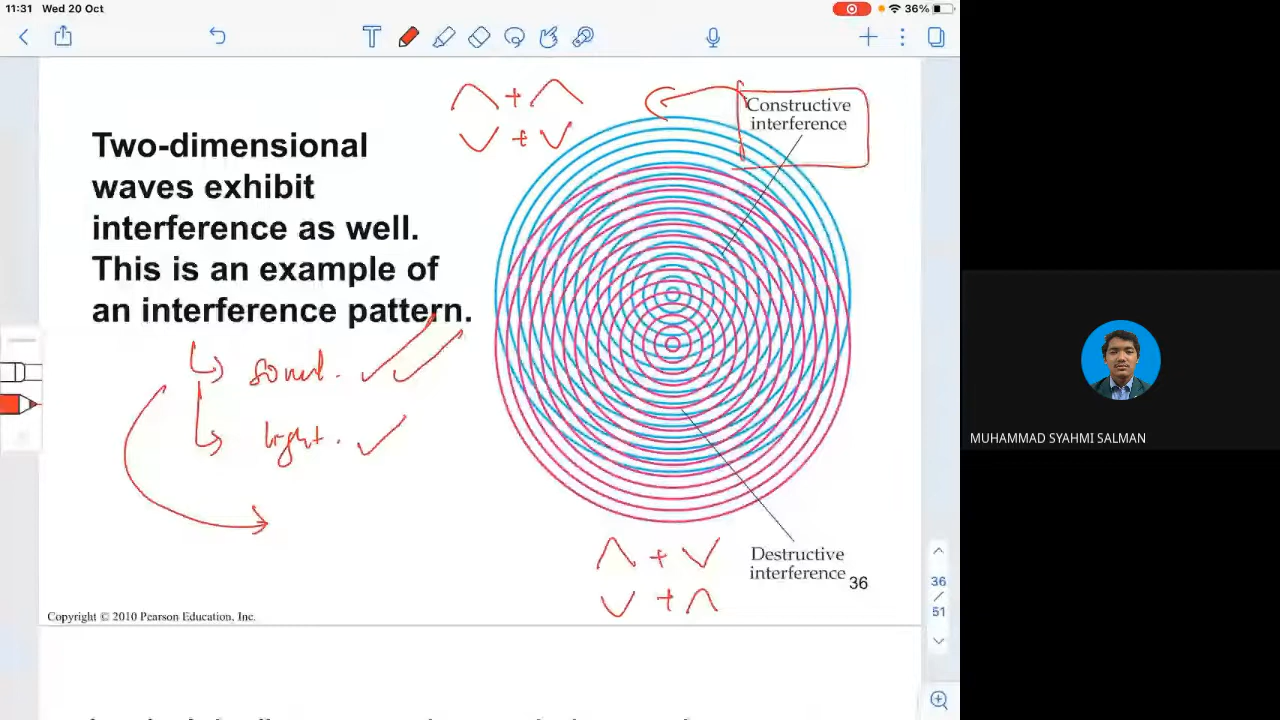 11:31 Wed 20 Oct
36%
T
∧ + ∧
∨ + ∨
Constructive
interference
Two-dimensional
waves exhibit
interference as well.
This is an example of
an interference pattern.
sound. ✓✓
light. ✓
∧ + ∨
∨ + ∧
Destructive
interference
36
Copyright © 2010 Pearson Education, Inc.
36
/
51
MUHAMMAD SYAHMI SALMAN